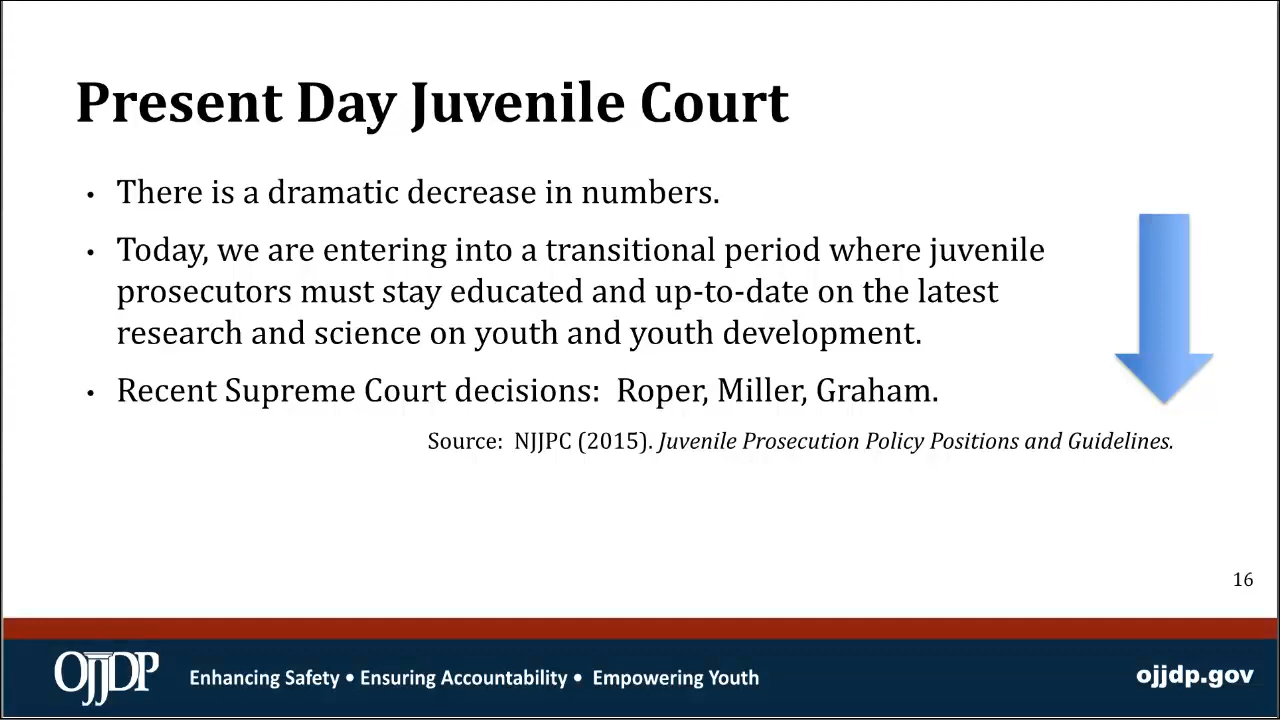 Present Day Juvenile Court
• There is a dramatic decrease in numbers.
• Today, we are entering into a transitional period where juvenile
prosecutors must stay educated and up-to-date on the latest
research and science on youth and youth development.
• Recent Supreme Court decisions:  Roper, Miller, Graham.
Source:  NJJPC (2015). Juvenile Prosecution Policy Positions and Guidelines.
16
OJJDP
Enhancing Safety • Ensuring Accountability •  Empowering Youth
ojjdp.gov